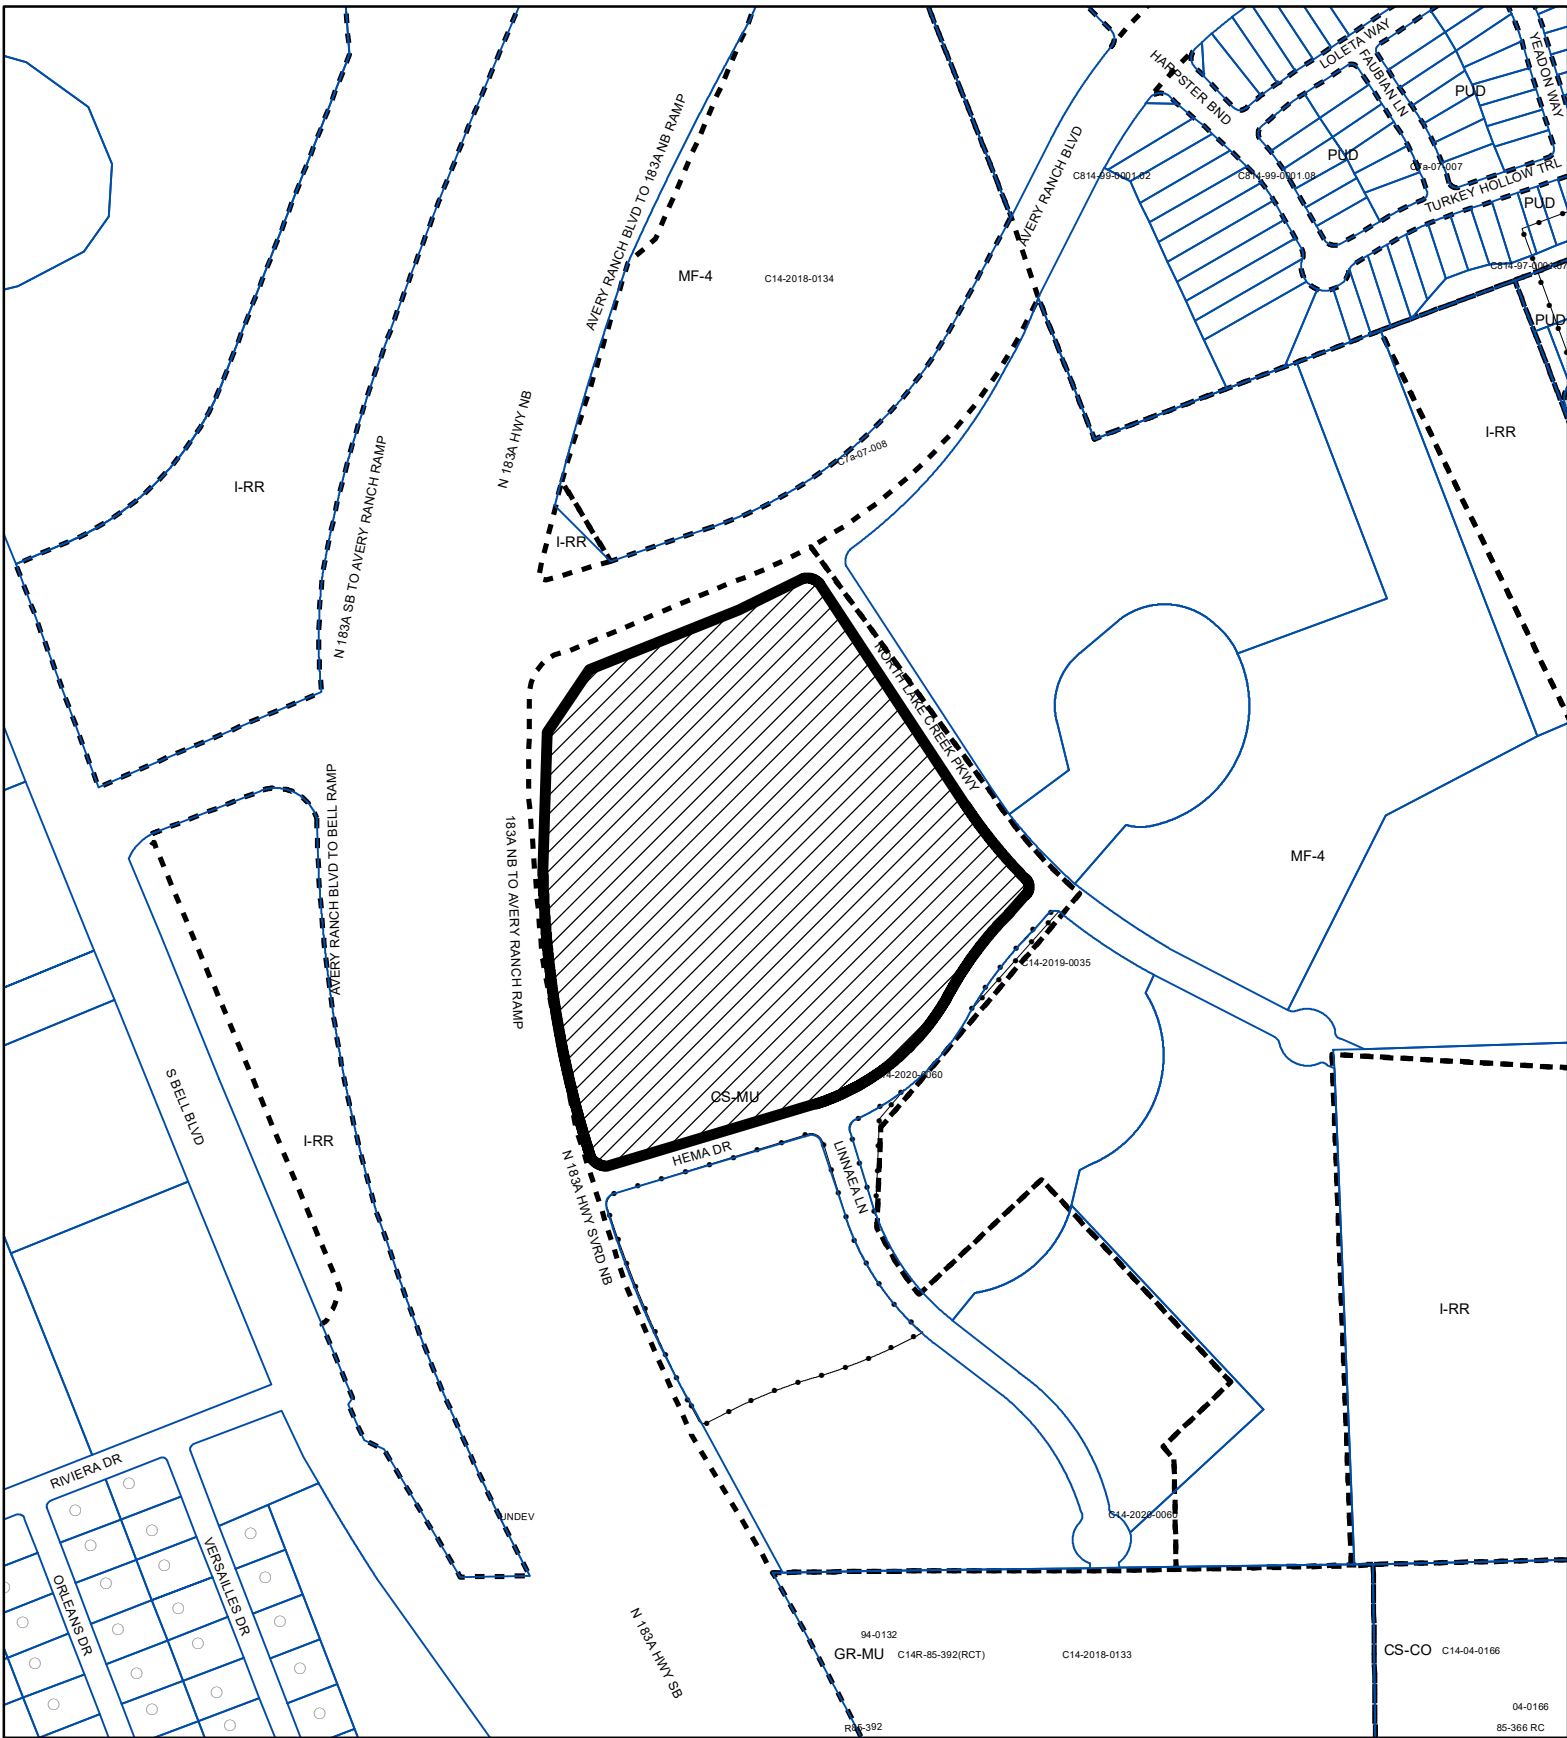 LOLETA WAY
YEADON WAY
HARPSTER BND
FAUBIAN LN
PUD
AVERY RANCH BLVD TO 183A NB RAMP
AVERY RANCH BLVD
PUD
C814-99-0001.02
C814-99-0001.08
C7a-07-007
TURKEY HOLLOW TRL
PUD
MF-4
C14-2018-0134
PUD
N 183A HWY NB
I-RR
C7a-07-008
I-RR
N 183A SB TO AVERY RANCH RAMP
I-RR
NORTH LAKE CREEK PKWY
AVERY RANCH BLVD TO BELL RAMP
183A NB TO AVERY RANCH RAMP
MF-4
C14-2019-0035
S BELL BLVD
CS-MU
I-RR
HEMA DR
LINNAEA LN
N 183A HWY SVRD NB
I-RR
RIVIERA DR
UNDEV
C14-2020-0060
VERSAILLES DR
ORLEANS DR
N 183A HWY SB
94-0132
GR-MU
C14R-85-392(RCT)
C14-2018-0133
CS-CO
C14-04-0166
04-0166
R85-392
85-366 RC